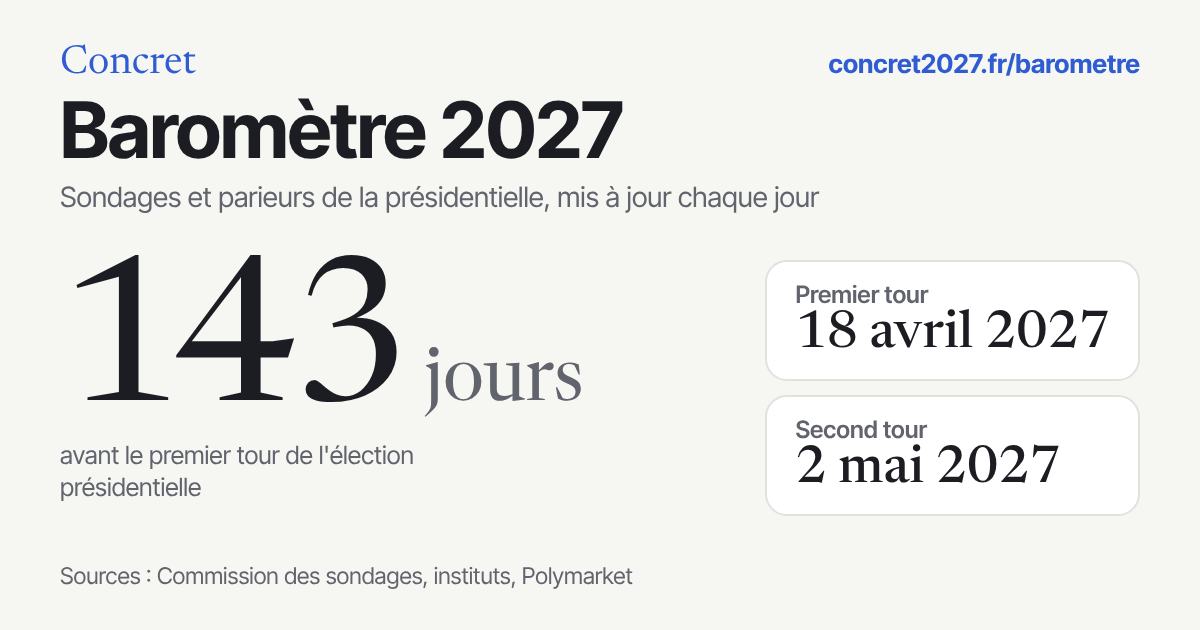 Concret
concret2027.fr/barometre
Baromètre 2027
Sondages et parieurs de la présidentielle, mis à jour chaque jour
143 jours
avant le premier tour de l'élection
présidentielle
Premier tour
18 avril 2027
Second tour
2 mai 2027
Sources : Commission des sondages, instituts, Polymarket